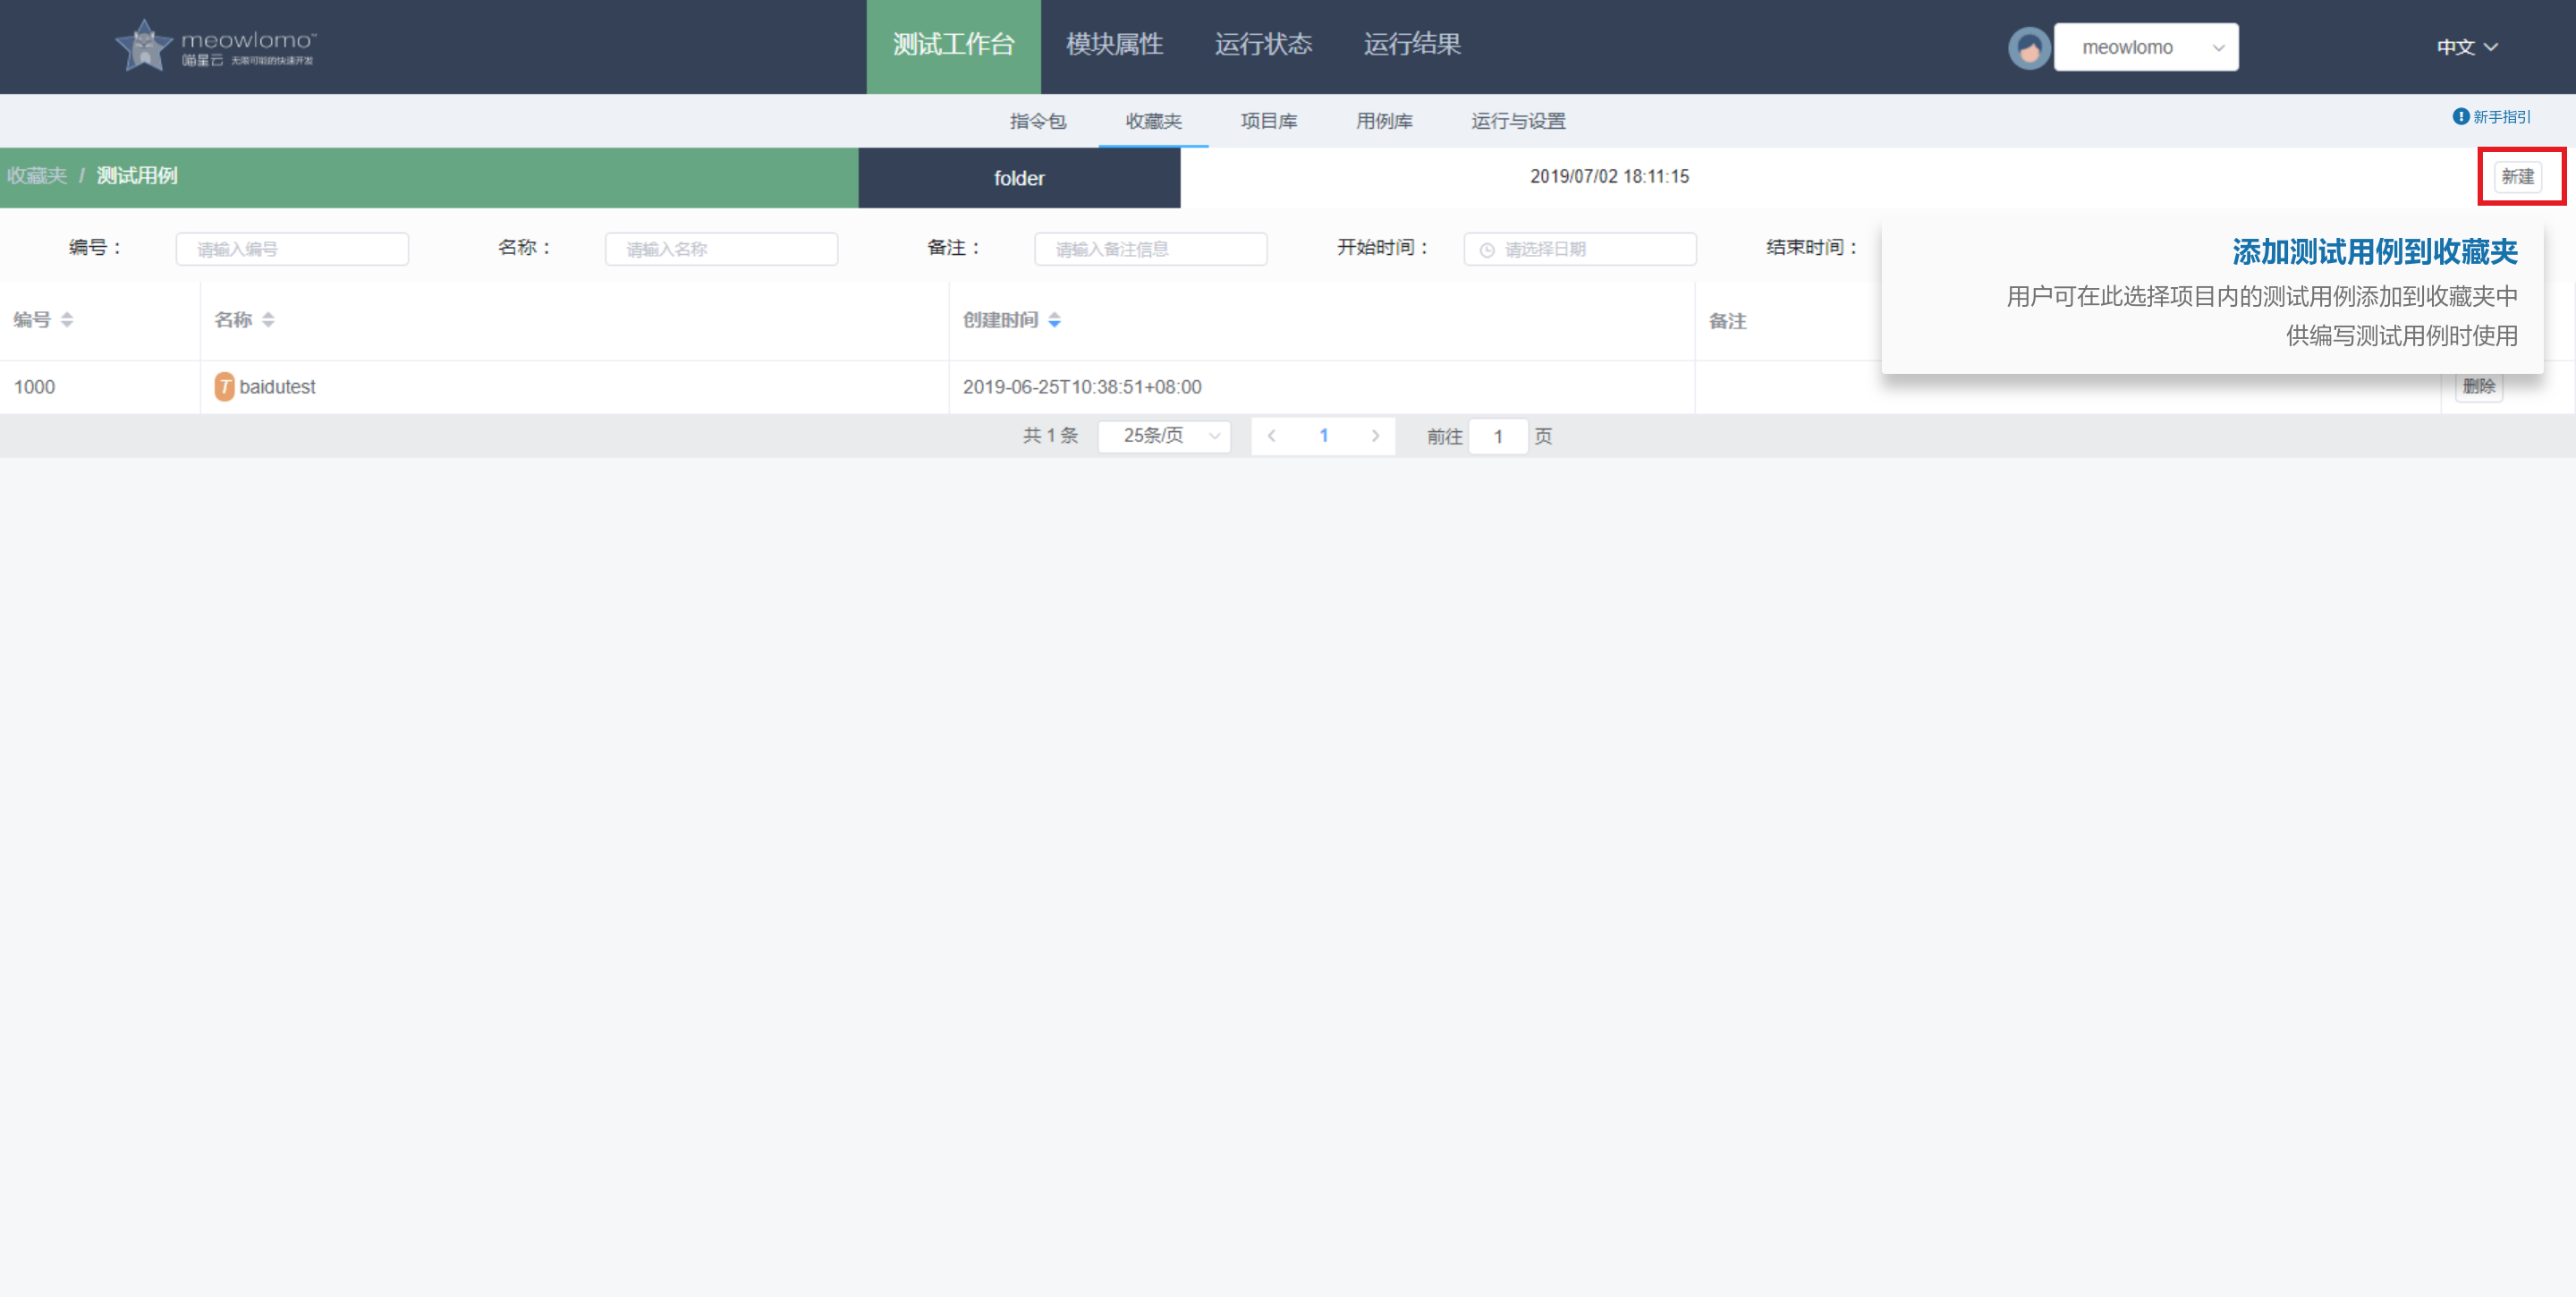 meowlomo™
喵星云 无限可能的快速开发
测试工作台 模块属性 运行状态 运行结果
meowlomo
中文
指令包 收藏夹 项目库 用例库 运行与设置
新手指引
收藏夹 / 测试用例
folder
2019/07/02 18:11:15
新建
编号： 请输入编号 名称： 请输入名称 备注： 请输入备注信息 开始时间： 请选择日期 结束时间：
添加测试用例到收藏夹
用户可在此选择项目内的测试用例添加到收藏夹中
供编写测试用例时使用
编号 名称 创建时间 备注
1000 T baidutest 2019-06-25T10:38:51+08:00 删除
共 1 条 25条/页 1 前往 1 页